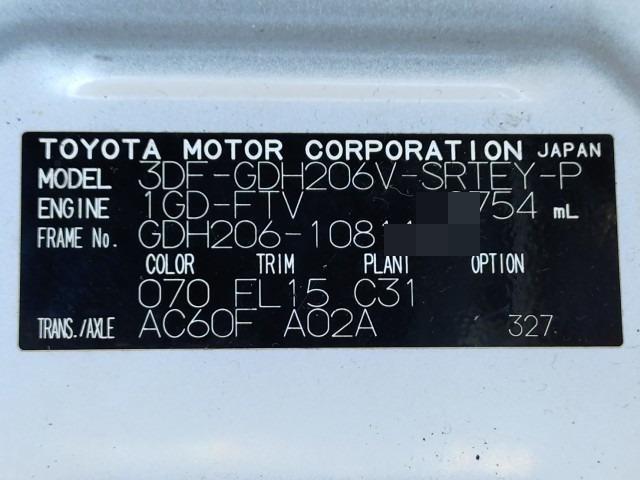 TOYOTA MOTOR CORPORATION JAPAN
MODEL 3DF-GDH206V-SRTEY-P
ENGINE 1GD-FTV 754 mL
FRAME No. GDH206-1081
COLOR TRIM PLANT OPTION
070 FL15 C31
TRANS./AXLE AC60F A02A 327